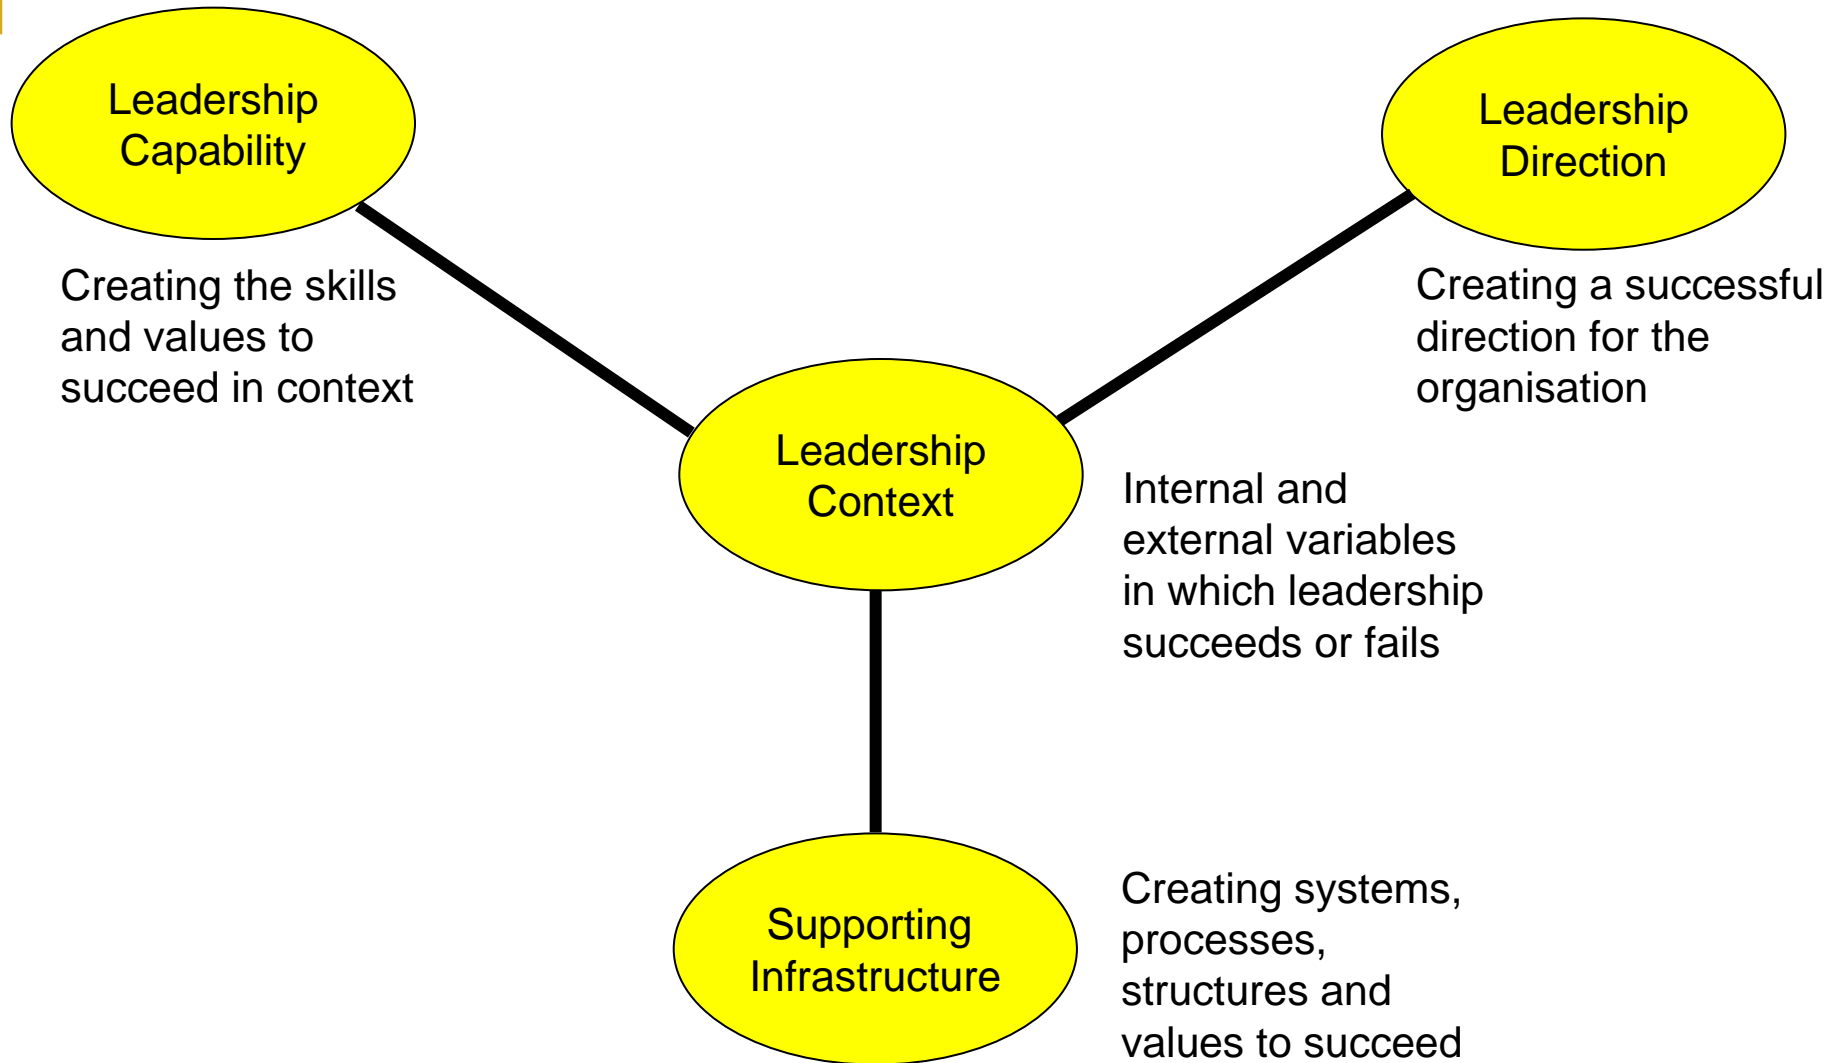 Leadership
Capability
Creating the skills
and values to
succeed in context
Leadership
Direction
Creating a successful
direction for the
organisation
Leadership
Context
Internal and
external variables
in which leadership
succeeds or fails
Supporting
Infrastructure
Creating systems,
processes,
structures and
values to succeed